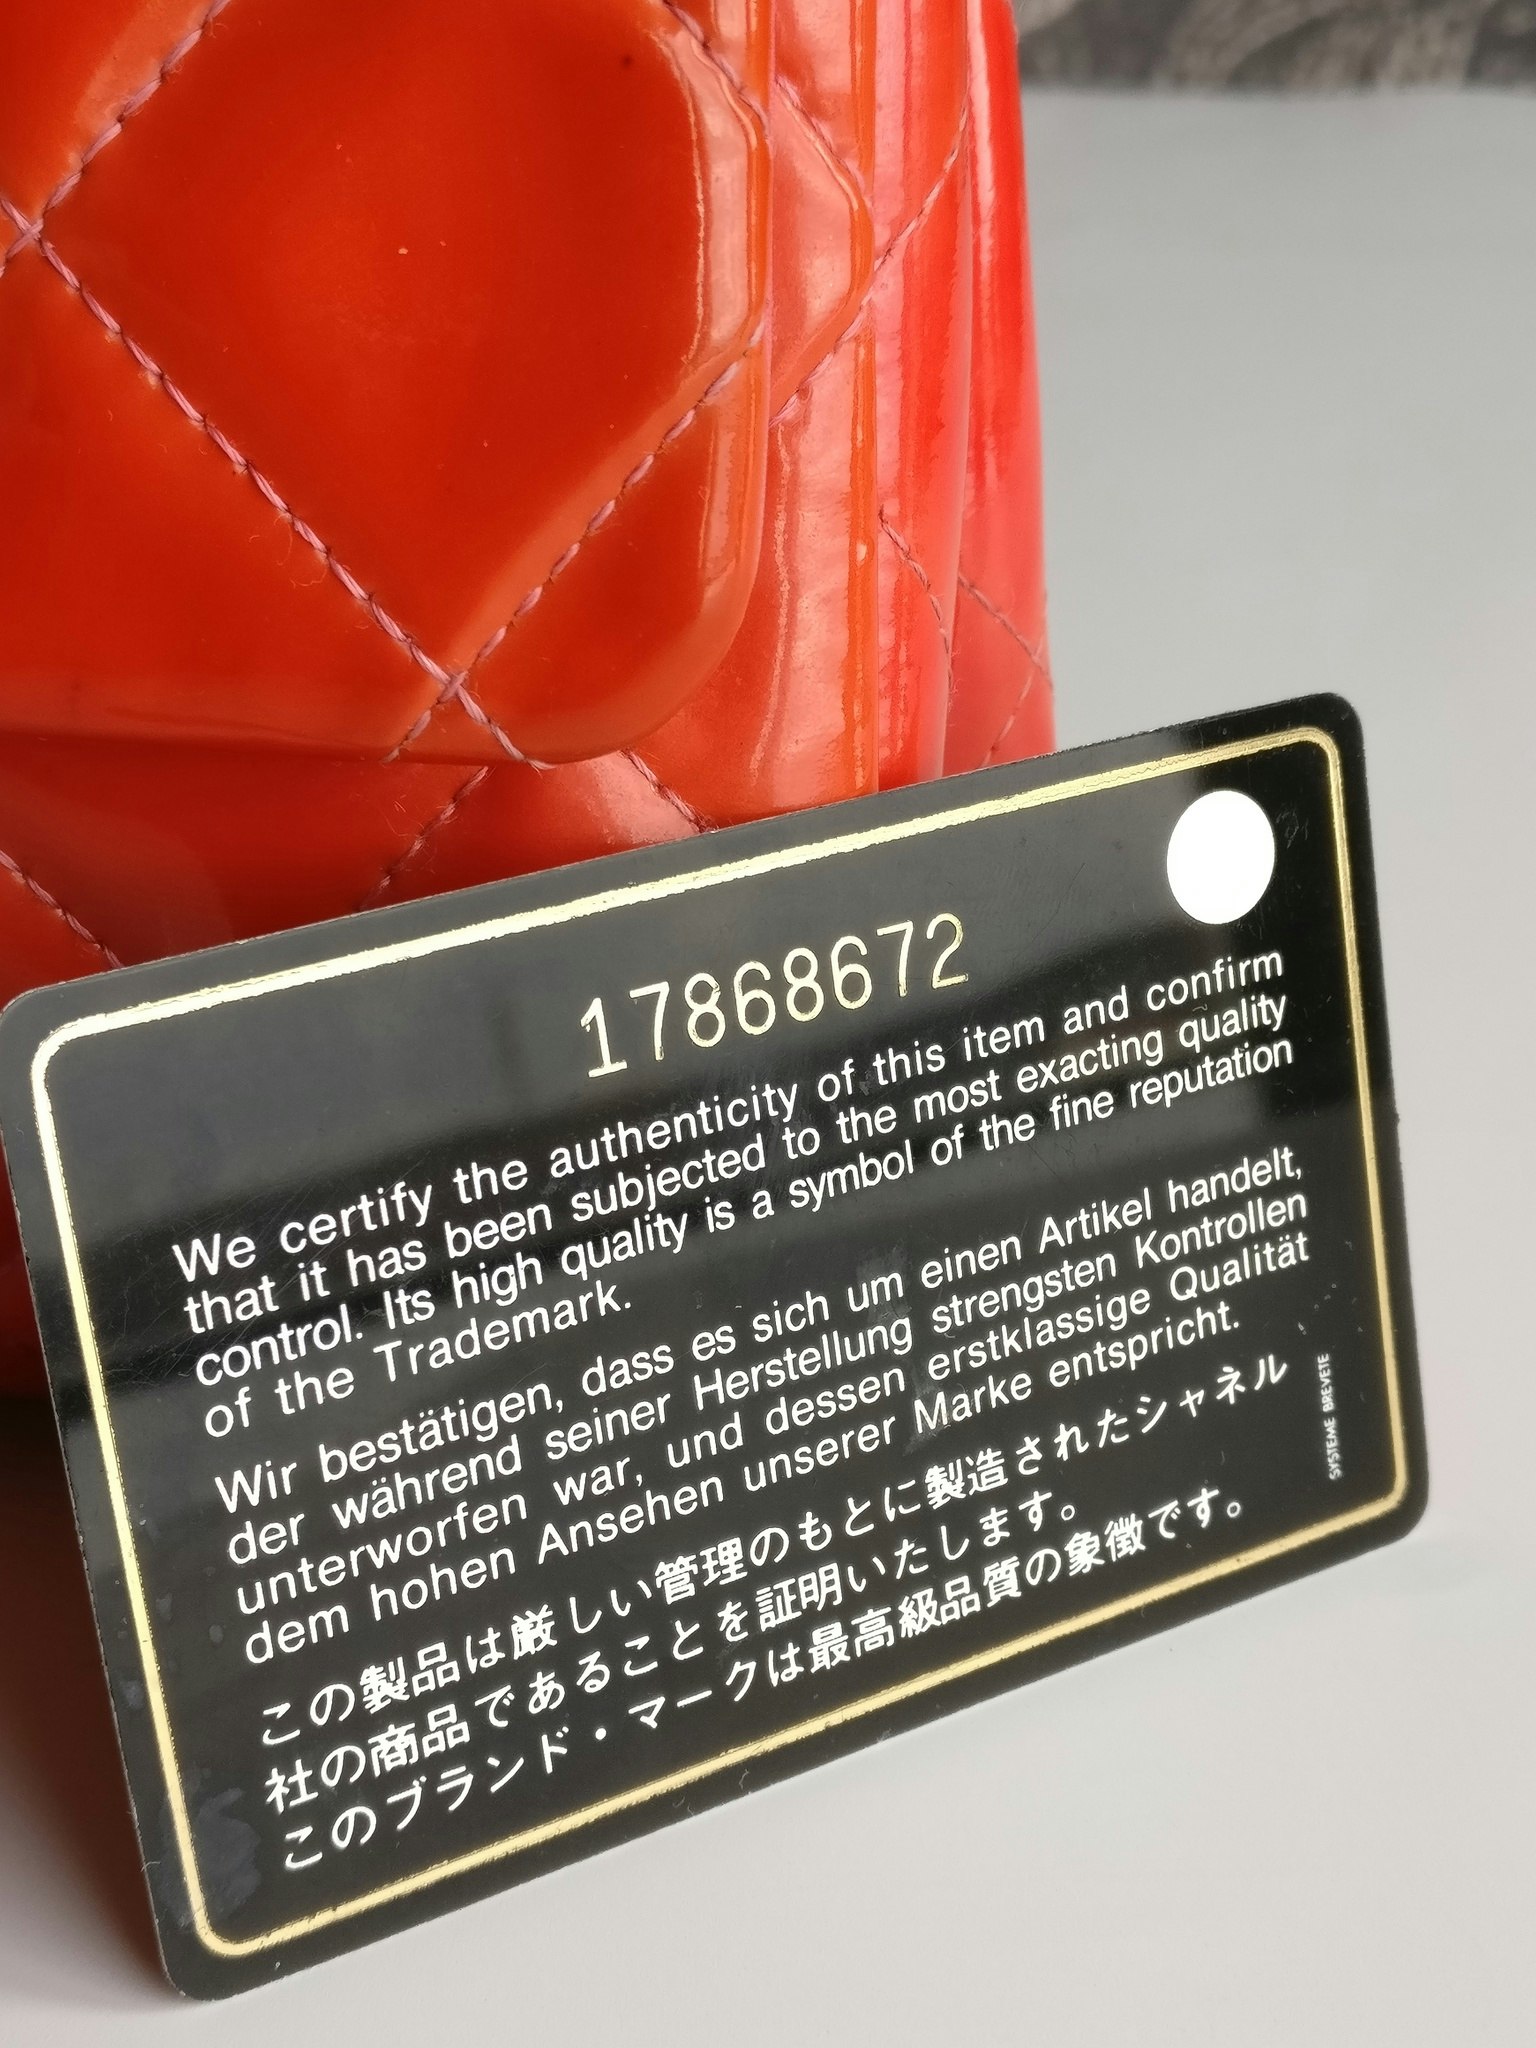 17868672
We certify the authenticity of this item and confirm
that it has been subjected to the most exacting quality
control. Its high quality is a symbol of the fine reputation
of the Trademark.
Wir bestätigen, dass es sich um einen Artikel handelt,
der während seiner Herstellung strengsten Kontrollen
unterworfen war, und dessen erstklassige Qualität
dem hohen Ansehen unserer Marke entspricht.
この製品は厳しい管理のもとに製造されたシャネル
社の商品であることを証明いたします。
このブランド・マークは最高級品質の象徴です。
SYSTEME BREVETE